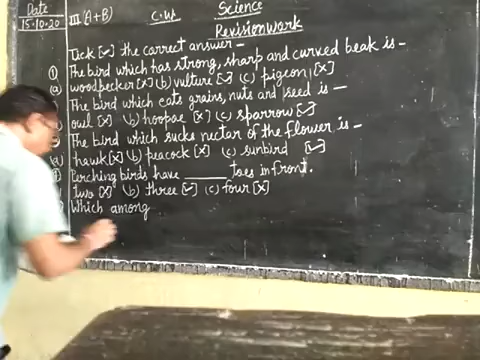 Date
15·10·20
III (A+B)
C.W
Science
Revision work
Tick [✓] the correct answer –
① The bird which has strong, sharp and curved beak is –
(a) woodpecker [x] (b) vulture [✓] (c) pigeon [x]
The bird which eats grains, nuts and seed is –
owl [x] (b) hoopoe [x] (c) sparrow [✓]
The bird which sucks nectar of the flower is –
(a) hawk [x] (b) peacock [x] (c) sunbird [✓]
Perching birds have ______ toes in front.
two [x] (b) three [✓] (c) four [x]
Which among